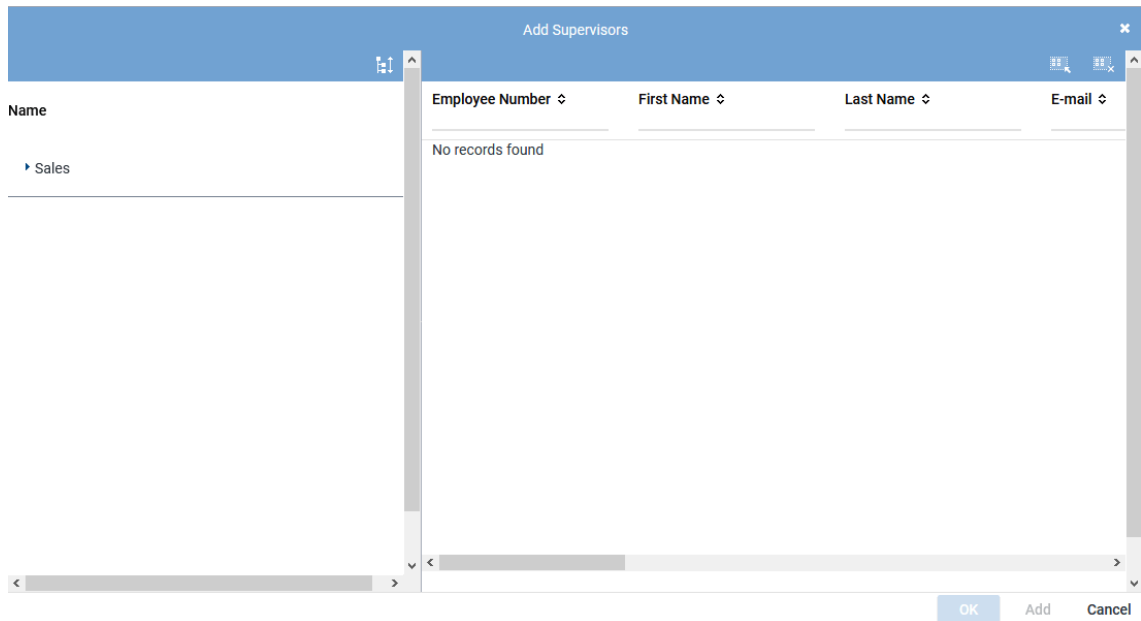 Add Supervisors
Name
Sales
Employee Number
First Name
Last Name
E-mail
No records found
OK
Add
Cancel